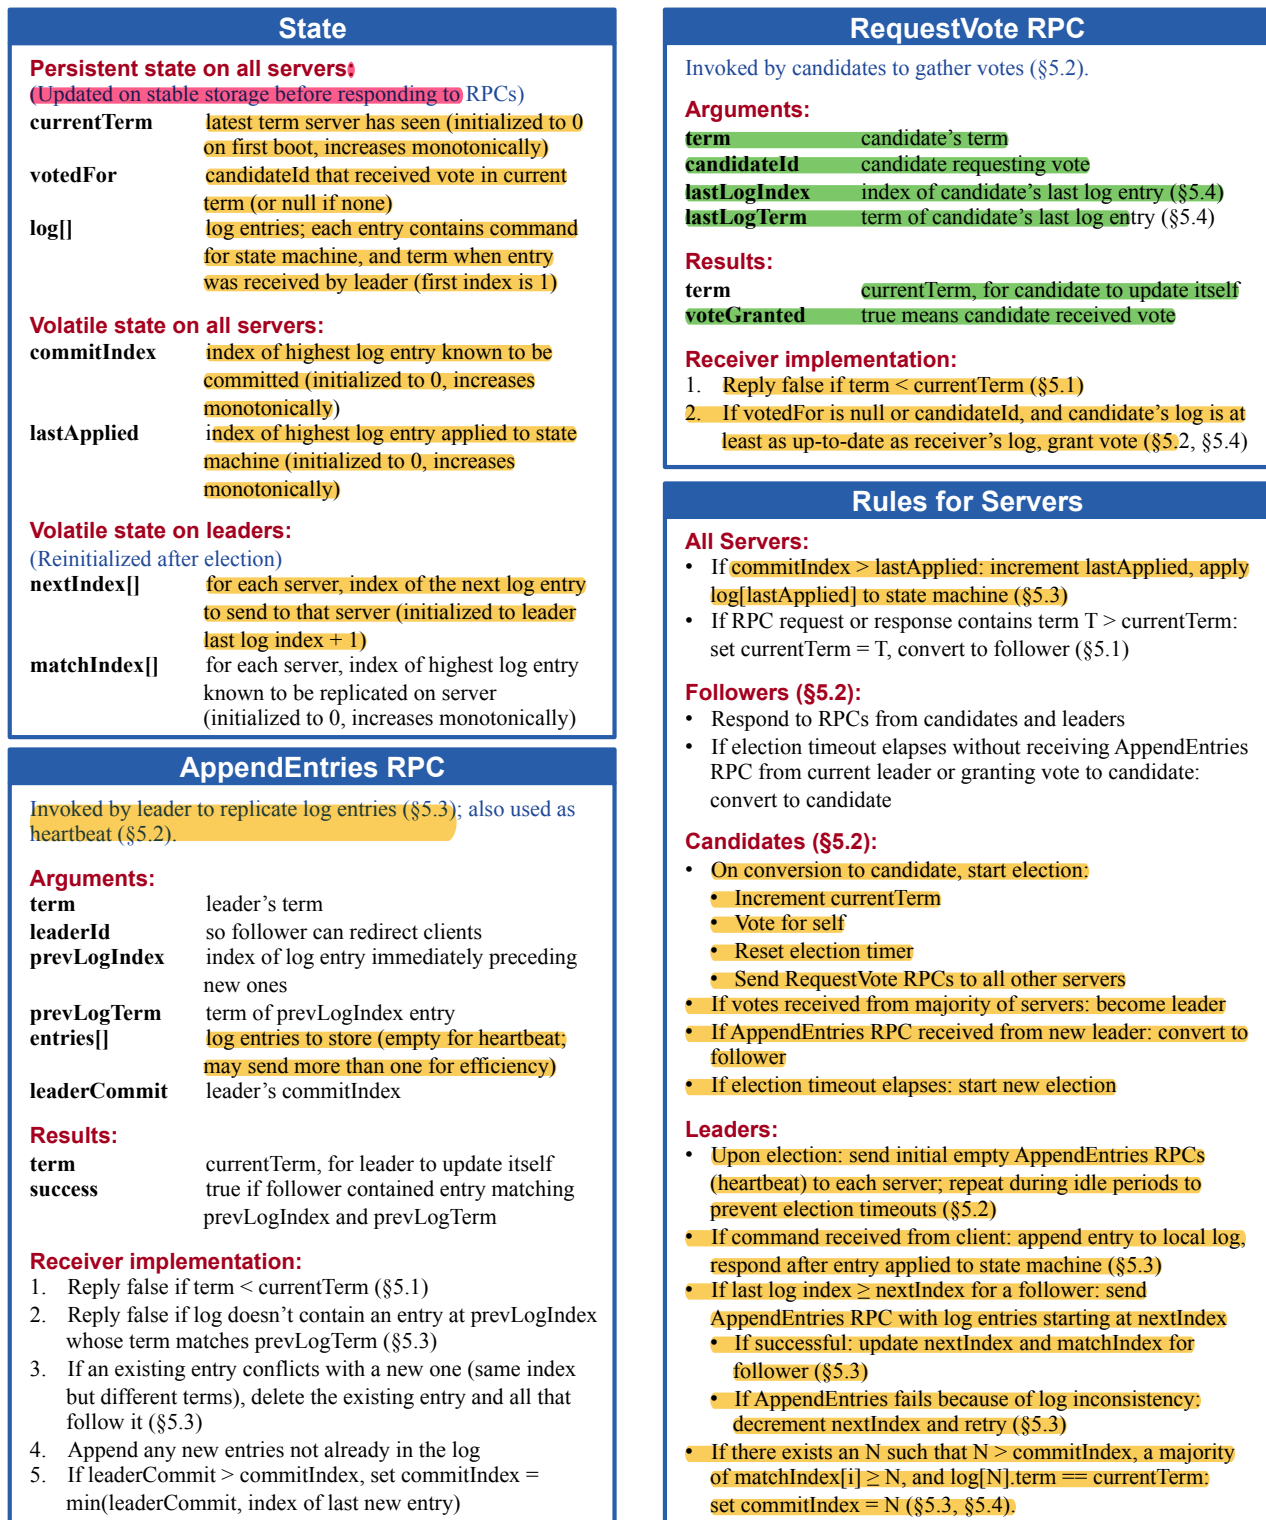 State
Persistent state on all servers:
(Updated on stable storage before responding to RPCs)
currentTerm latest term server has seen (initialized to 0
on first boot, increases monotonically)
votedFor candidateId that received vote in current
term (or null if none)
log[] log entries; each entry contains command
for state machine, and term when entry
was received by leader (first index is 1)
Volatile state on all servers:
commitIndex index of highest log entry known to be
committed (initialized to 0, increases
monotonically)
lastApplied index of highest log entry applied to state
machine (initialized to 0, increases
monotonically)
Volatile state on leaders:
(Reinitialized after election)
nextIndex[] for each server, index of the next log entry
to send to that server (initialized to leader
last log index + 1)
matchIndex[] for each server, index of highest log entry
known to be replicated on server
(initialized to 0, increases monotonically)
AppendEntries RPC
Invoked by leader to replicate log entries (§5.3); also used as
heartbeat (§5.2).
Arguments:
term leader’s term
leaderId so follower can redirect clients
prevLogIndex index of log entry immediately preceding
new ones
prevLogTerm term of prevLogIndex entry
entries[] log entries to store (empty for heartbeat;
may send more than one for efficiency)
leaderCommit leader’s commitIndex
Results:
term currentTerm, for leader to update itself
success true if follower contained entry matching
prevLogIndex and prevLogTerm
Receiver implementation:
1. Reply false if term < currentTerm (§5.1)
2. Reply false if log doesn’t contain an entry at prevLogIndex
whose term matches prevLogTerm (§5.3)
3. If an existing entry conflicts with a new one (same index
but different terms), delete the existing entry and all that
follow it (§5.3)
4. Append any new entries not already in the log
5. If leaderCommit > commitIndex, set commitIndex =
min(leaderCommit, index of last new entry)
RequestVote RPC
Invoked by candidates to gather votes (§5.2).
Arguments:
term candidate’s term
candidateId candidate requesting vote
lastLogIndex index of candidate’s last log entry (§5.4)
lastLogTerm term of candidate’s last log entry (§5.4)
Results:
term currentTerm, for candidate to update itself
voteGranted true means candidate received vote
Receiver implementation:
1. Reply false if term < currentTerm (§5.1)
2. If votedFor is null or candidateId, and candidate’s log is at
least as up-to-date as receiver’s log, grant vote (§5.2, §5.4)
Rules for Servers
All Servers:
• If commitIndex > lastApplied: increment lastApplied, apply
log[lastApplied] to state machine (§5.3)
• If RPC request or response contains term T > currentTerm:
set currentTerm = T, convert to follower (§5.1)
Followers (§5.2):
• Respond to RPCs from candidates and leaders
• If election timeout elapses without receiving AppendEntries
RPC from current leader or granting vote to candidate:
convert to candidate
Candidates (§5.2):
• On conversion to candidate, start election:
• Increment currentTerm
• Vote for self
• Reset election timer
• Send RequestVote RPCs to all other servers
• If votes received from majority of servers: become leader
• If AppendEntries RPC received from new leader: convert to
follower
• If election timeout elapses: start new election
Leaders:
• Upon election: send initial empty AppendEntries RPCs
(heartbeat) to each server; repeat during idle periods to
prevent election timeouts (§5.2)
• If command received from client: append entry to local log,
respond after entry applied to state machine (§5.3)
• If last log index ≥ nextIndex for a follower: send
AppendEntries RPC with log entries starting at nextIndex
• If successful: update nextIndex and matchIndex for
follower (§5.3)
• If AppendEntries fails because of log inconsistency:
decrement nextIndex and retry (§5.3)
• If there exists an N such that N > commitIndex, a majority
of matchIndex[i] ≥ N, and log[N].term == currentTerm:
set commitIndex = N (§5.3, §5.4).